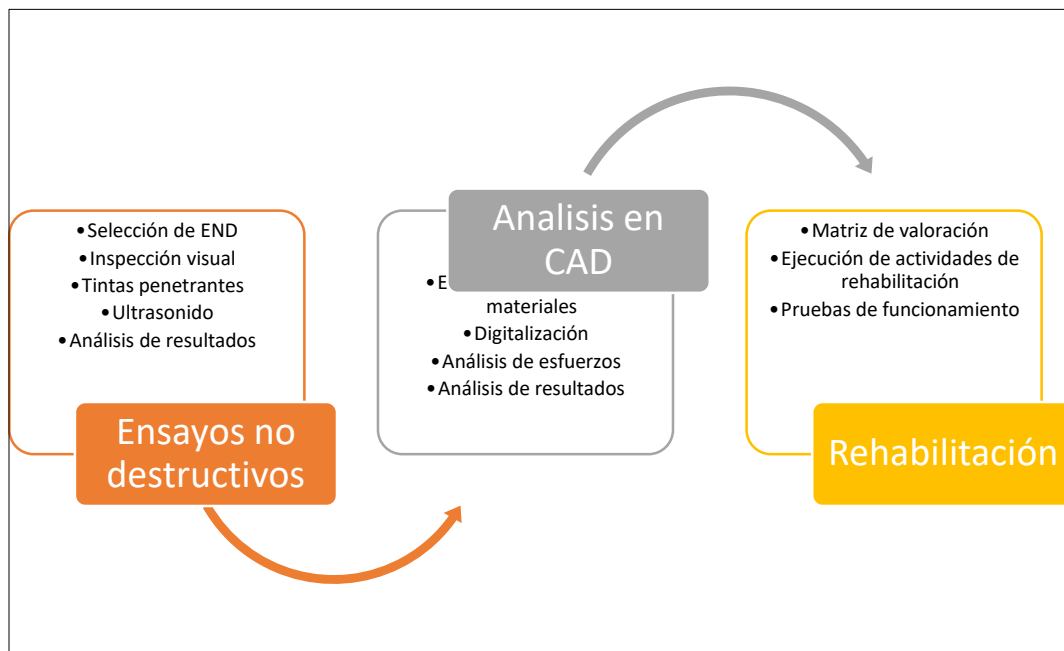 •Selección de END
•Inspección visual
•Tintas penetrantes
•Ultrasonido
•Análisis de resultados
Ensayos no
destructivos
Analisis en
CAD
materiales
•Digitalización
•Análisis de esfuerzos
•Análisis de resultados
•Matriz de valoración
•Ejecución de actividades de
rehabilitación
•Pruebas de funcionamiento
Rehabilitación